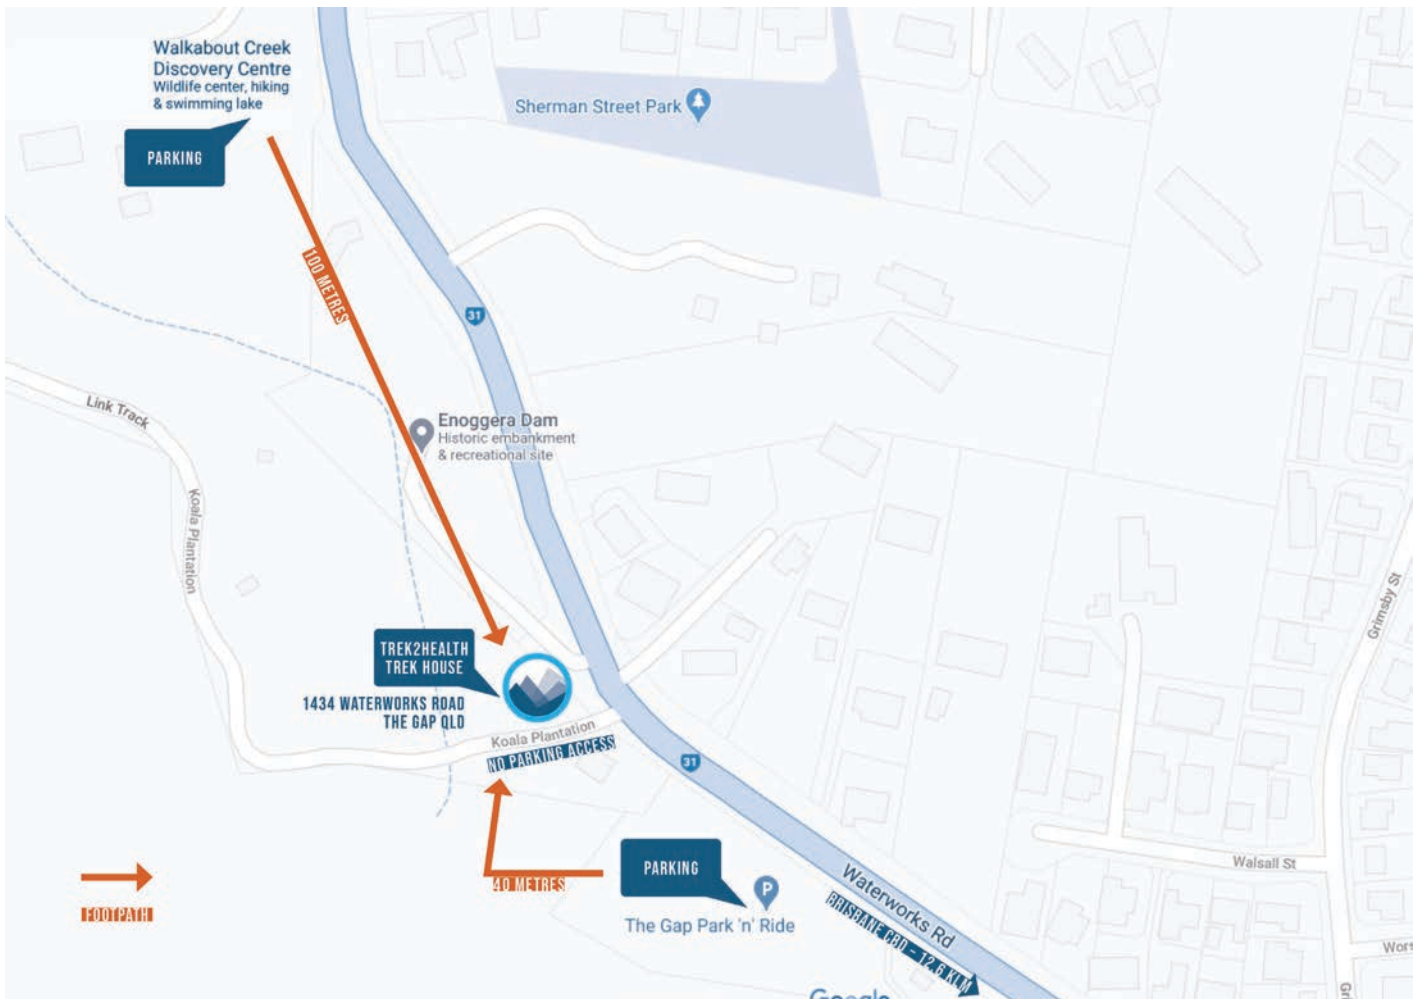 Walkabout Creek
Discovery Centre
Wildlife center, hiking
& swimming lake
PARKING
Sherman Street Park
100 METRES
31
Link Track
Koala Plantation
Enoggera Dam
Historic embankment
& recreational site
Grimsby St
TREK2HEALTH
TREK HOUSE
1434 WATERWORKS ROAD
THE GAP QLD
Koala Plantation
NO PARKING ACCESS
31
40 METRES
PARKING
P
The Gap Park 'n' Ride
Waterworks Rd
BRISBANE CBD - 12.6 KLM
Walsall St
FOOTPATH
Wors
Gr
Google